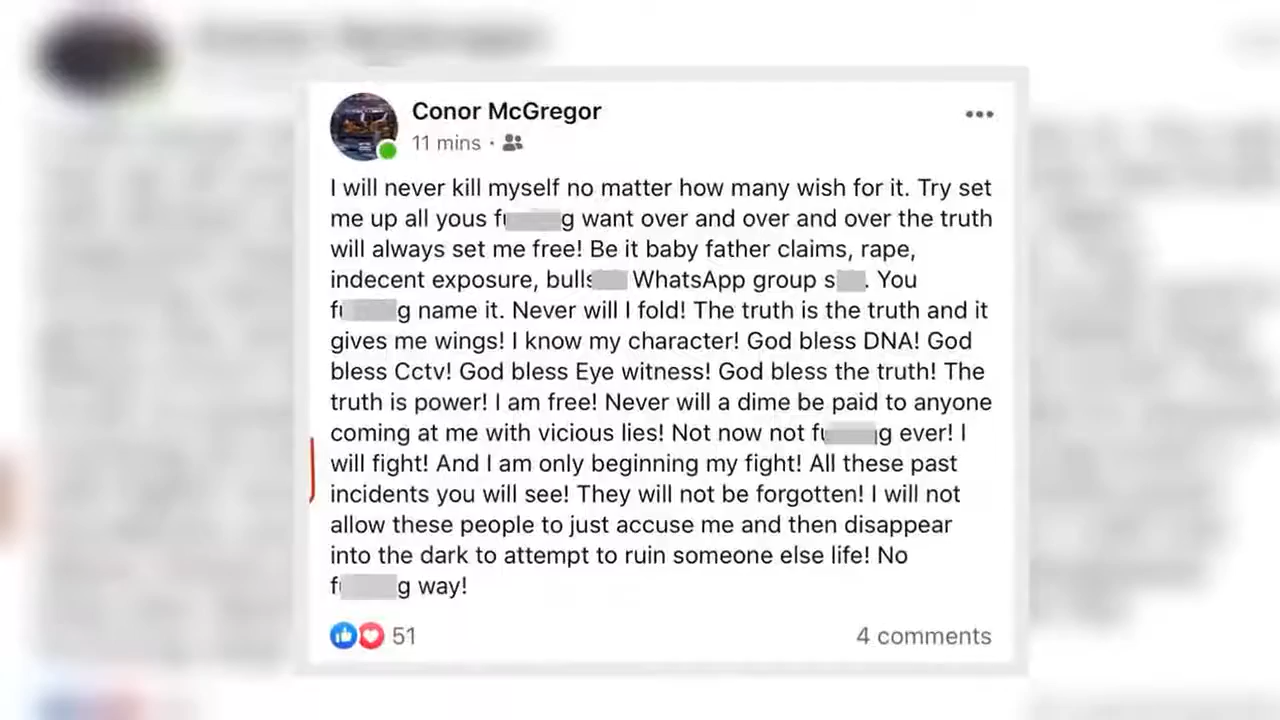 Conor McGregor
11 mins ·
I will never kill myself no matter how many wish for it. Try set
me up all yous f g want over and over and over the truth
will always set me free! Be it baby father claims, rape,
indecent exposure, bulls WhatsApp group s . You
f g name it. Never will I fold! The truth is the truth and it
gives me wings! I know my character! God bless DNA! God
bless Cctv! God bless Eye witness! God bless the truth! The
truth is power! I am free! Never will a dime be paid to anyone
coming at me with vicious lies! Not now not f g ever! I
will fight! And I am only beginning my fight! All these past
incidents you will see! They will not be forgotten! I will not
allow these people to just accuse me and then disappear
into the dark to attempt to ruin someone else life! No
f g way!
51
4 comments